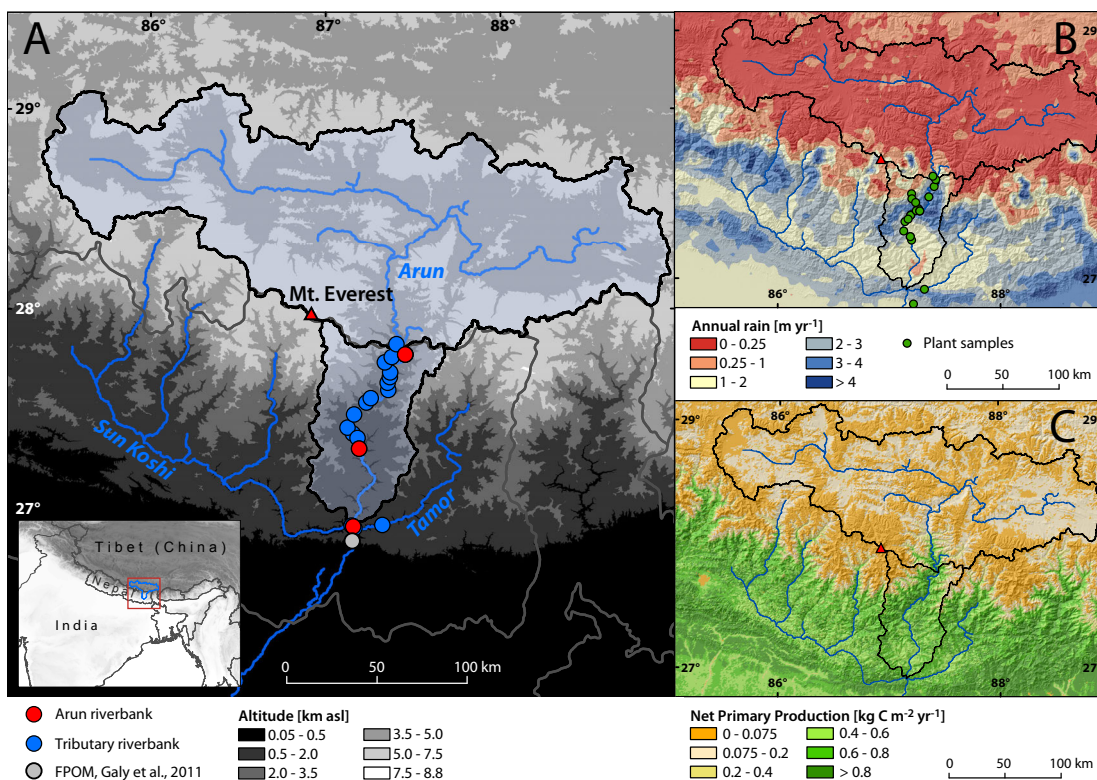 A
86°
87°
88°
29°
28°
27°
Arun
Mt. Everest
Sun Koshi
Tamor
Tibet (China)
Nepal
India
0 50 100 km
Arun riverbank
Tributary riverbank
FPOM, Galy et al., 2011
Altitude [km asl]
0.05 - 0.5
0.5 - 2.0
2.0 - 3.5
3.5 - 5.0
5.0 - 7.5
7.5 - 8.8
B
29°
27°
86°
88°
Annual rain [m yr-1]
0 - 0.25
0.25 - 1
1 - 2
2 - 3
3 - 4
> 4
Plant samples
0 50 100 km
86°
88°
C
29°
27°
86°
88°
Net Primary Production [kg C m-2 yr-1]
0 - 0.075
0.075 - 0.2
0.2 - 0.4
0.4 - 0.6
0.6 - 0.8
> 0.8
0 50 100 km